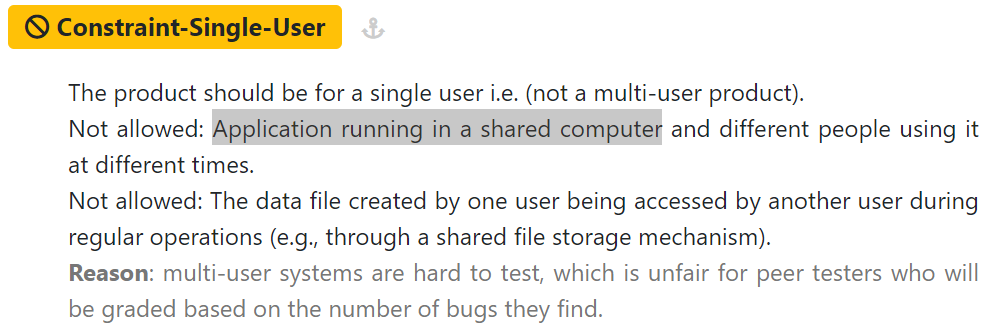 Constraint-Single-User
The product should be for a single user i.e. (not a multi-user product).
Not allowed: Application running in a shared computer and different people using it
at different times.
Not allowed: The data file created by one user being accessed by another user during
regular operations (e.g., through a shared file storage mechanism).
Reason: multi-user systems are hard to test, which is unfair for peer testers who will
be graded based on the number of bugs they find.